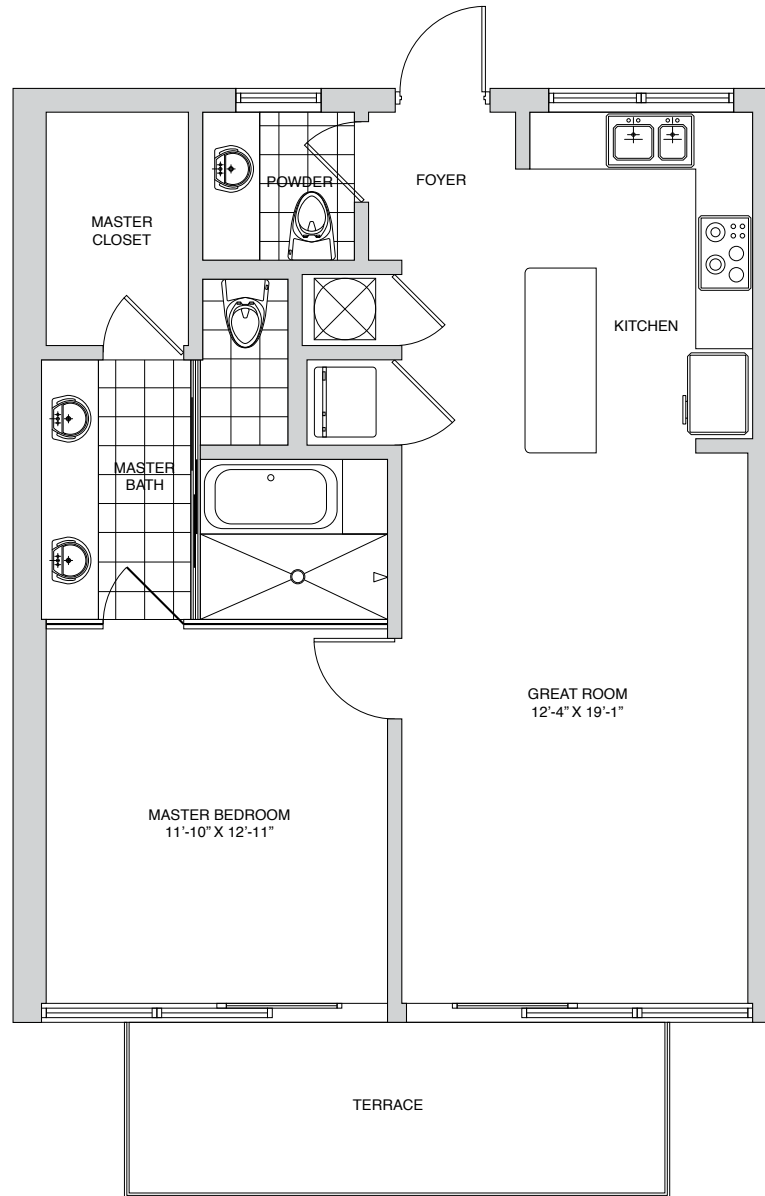 POWDER
FOYER
MASTER
CLOSET
KITCHEN
MASTER
BATH
GREAT ROOM
12’-4” X 19’-1”
MASTER BEDROOM
11’-10” X 12’-11”
TERRACE